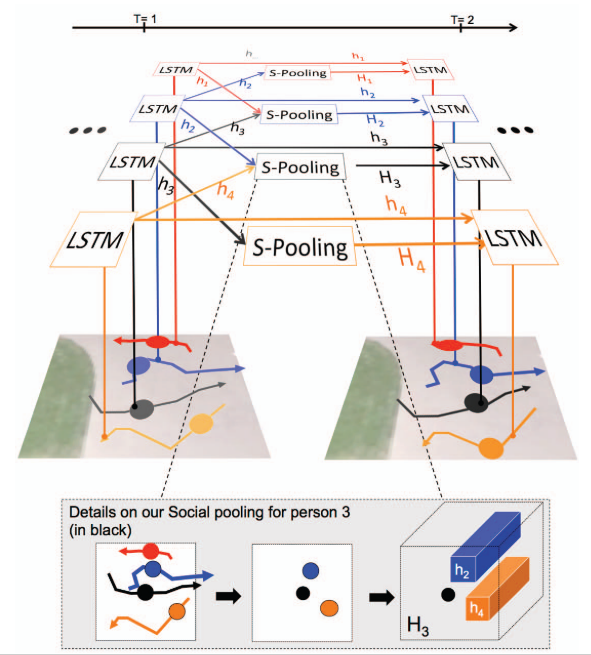 T= 1
T= 2
LSTM
h_
h₁
LSTM
h₁
h₂
S-Pooling
H₁
LSTM
h₂
LSTM
h₂
h₃
S-Pooling
H₂
LSTM
h₃
LSTM
h₃
h₄
S-Pooling
H₃
LSTM
h₄
LSTM
S-Pooling
H₄
Details on our Social pooling for person 3
(in black)
h₂
h₄
H₃